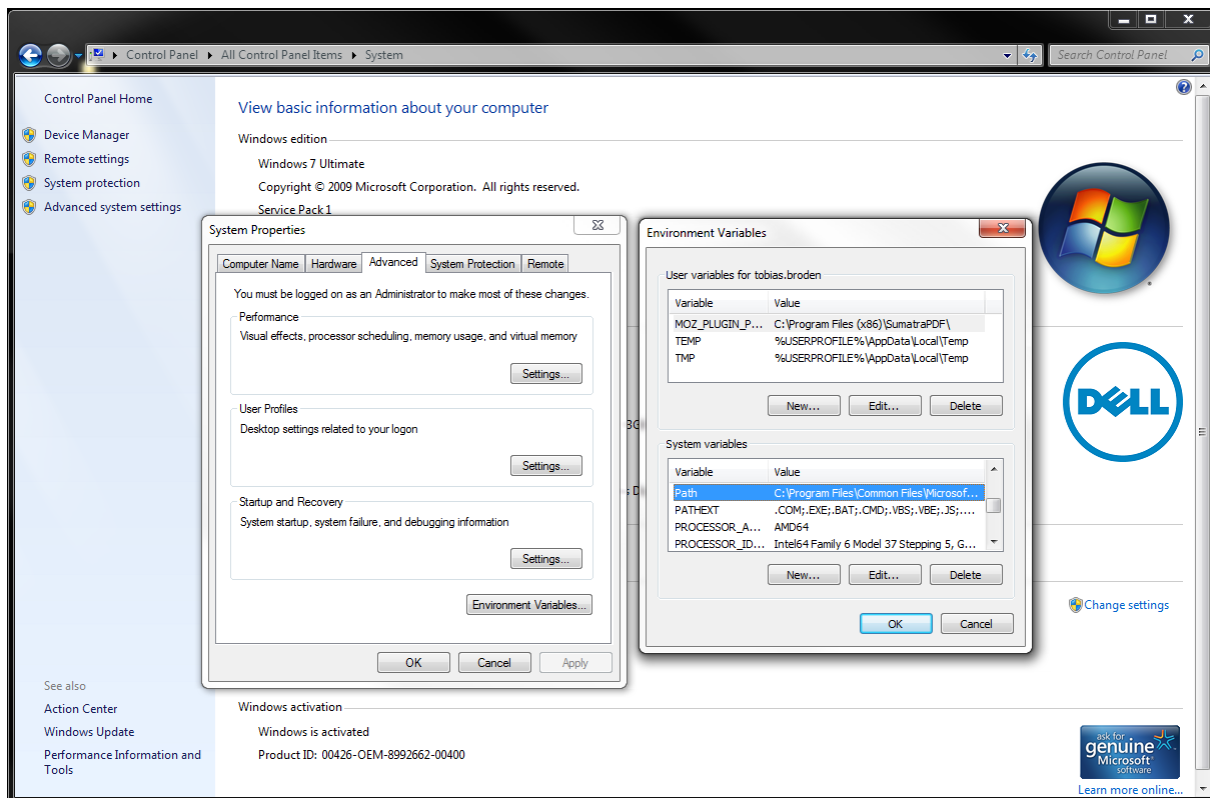 Control Panel ▸ All Control Panel Items ▸ System
Search Control Panel
Control Panel Home
Device Manager
Remote settings
System protection
Advanced system settings
See also
Action Center
Windows Update
Performance Information and
Tools
View basic information about your computer
Windows edition
Windows 7 Ultimate
Copyright © 2009 Microsoft Corporation. All rights reserved.
Service Pack 1
System Properties
Computer Name Hardware Advanced System Protection Remote
You must be logged on as an Administrator to make most of these changes.
Performance
Visual effects, processor scheduling, memory usage, and virtual memory
Settings...
User Profiles
Desktop settings related to your logon
Settings...
Startup and Recovery
System startup, system failure, and debugging information
Settings...
Environment Variables...
OK Cancel Apply
Environment Variables
User variables for tobias.broden
Variable Value
MOZ_PLUGIN_P... C:\Program Files (x86)\SumatraPDF\
TEMP %USERPROFILE%\AppData\Local\Temp
TMP %USERPROFILE%\AppData\Local\Temp
New... Edit... Delete
System variables
Variable Value
Path C:\Program Files\Common Files\Microsof...
PATHEXT .COM;.EXE;.BAT;.CMD;.VBS;.VBE;.JS;....
PROCESSOR_A... AMD64
PROCESSOR_ID... Intel64 Family 6 Model 37 Stepping 5, G...
New... Edit... Delete
OK Cancel
DELL
Change settings
Windows activation
Windows is activated
Product ID: 00426-OEM-8992662-00400
ask for
genuine
Microsoft
software
Learn more online...